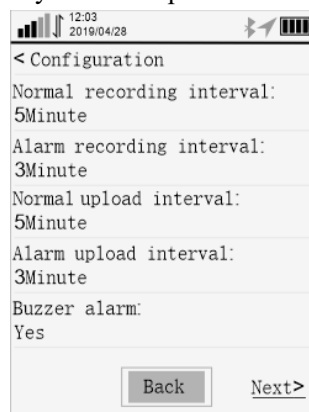 12:03
2019/04/28
< Configuration
Normal recording interval:
5Minute
Alarm recording interval:
3Minute
Normal upload interval:
5Minute
Alarm upload interval:
3Minute
Buzzer alarm:
Yes
Back Next>